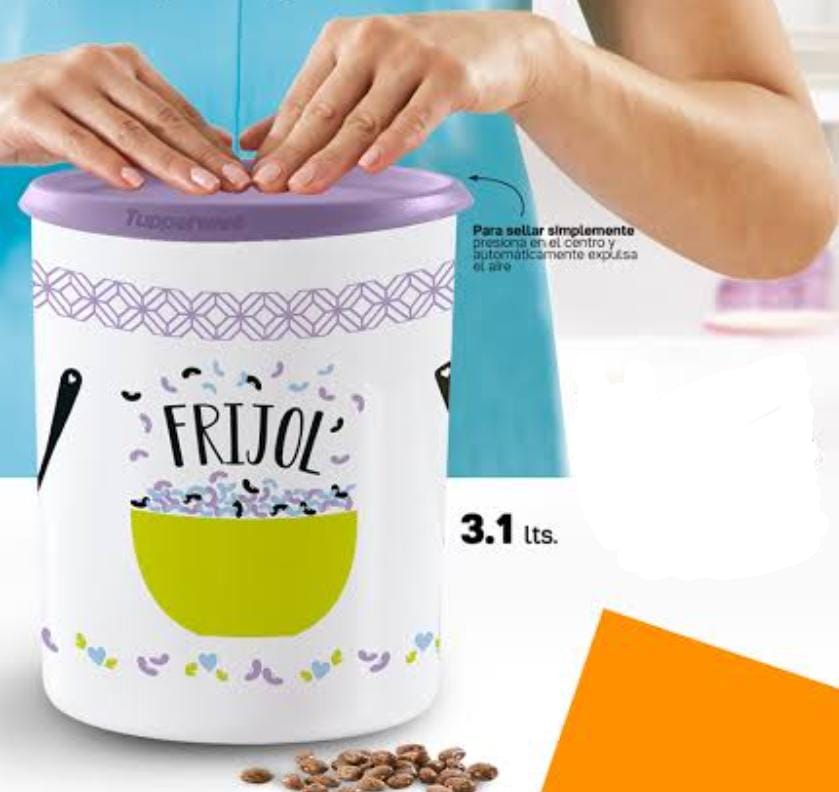 Tupperware
Para sellar simplemente
presiona en el centro y
automáticamente expulsa
el aire
FRIJOL
3.1 lts.